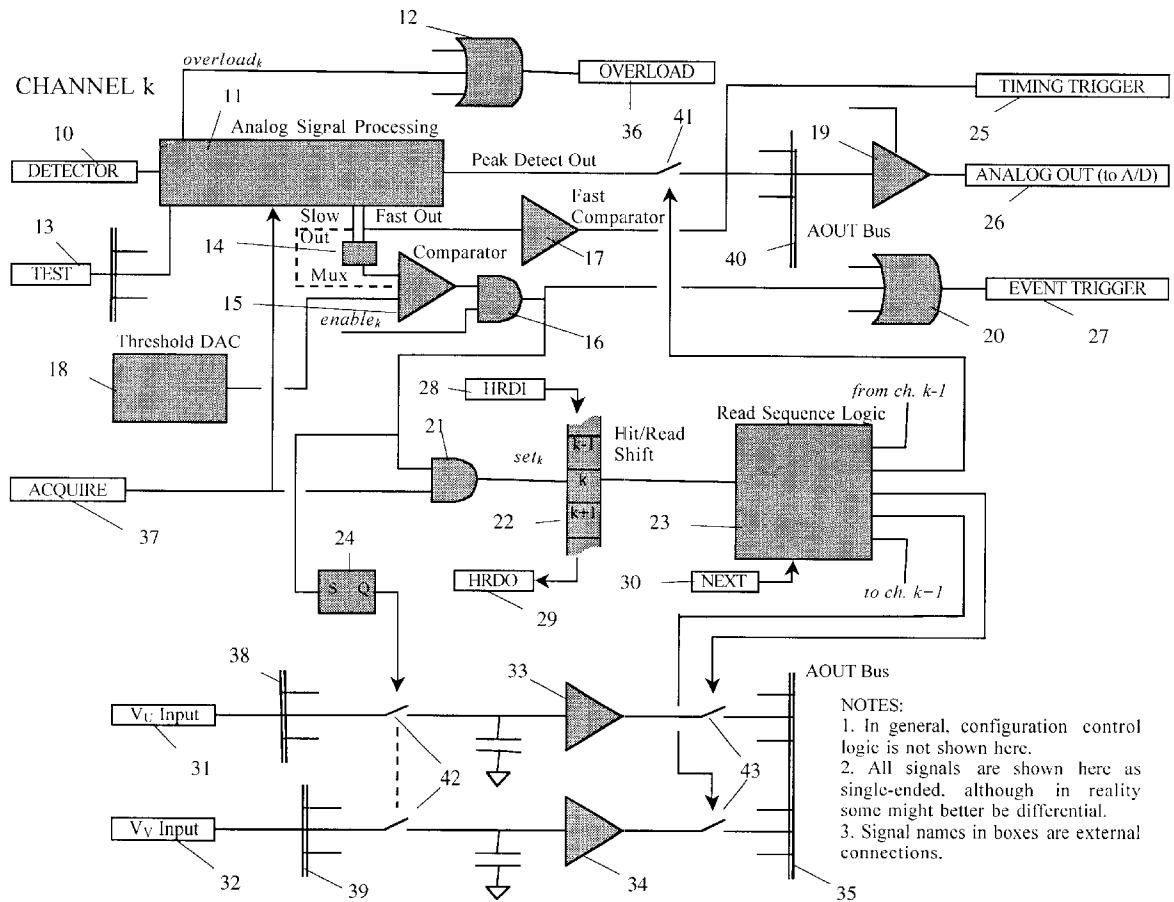 12
overloadk
OVERLOAD
36
CHANNEL k
11
Analog Signal Processing
10
DETECTOR
Peak Detect Out
41
TIMING TRIGGER
25
19
ANALOG OUT (to A/D)
26
13
TEST
Slow Out
Fast Out
14
Mux
Fast Comparator
17
Comparator
15
enablek
16
40
AOUT Bus
EVENT TRIGGER
20
27
Threshold DAC
18
28
HRDI
21
setk
k-1
k
k+1
Hit/Read Shift
22
Read Sequence Logic
23
from ch. k-1
to ch. k-1
ACQUIRE
37
24
S Q
HRDO
29
30
NEXT
38
VU Input
31
42
33
43
AOUT Bus
VV Input
32
39
34
35
NOTES:
1. In general, configuration control
logic is not shown here.
2. All signals are shown here as
single-ended, although in reality
some might better be differential.
3. Signal names in boxes are external
connections.